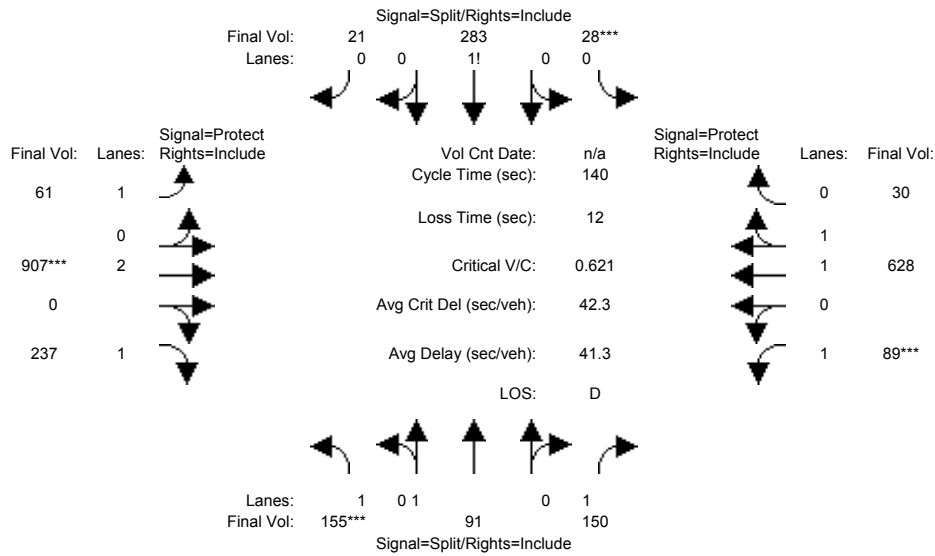 Signal=Split/Rights=Include
Final Vol: 21 283 28***
Lanes: 0 0 1! 0 0
Signal=Protect Signal=Protect
Final Vol: Lanes: Rights=Include Vol Cnt Date: n/a Rights=Include Lanes: Final Vol:
Cycle Time (sec): 140
61 1 0 30
Loss Time (sec): 12
0 1
907*** 2 Critical V/C: 0.621 1 628
0 Avg Crit Del (sec/veh): 42.3 0
237 1 Avg Delay (sec/veh): 41.3 1 89***
LOS: D
Lanes: 1 0 1 0 1
Final Vol: 155*** 91 150
Signal=Split/Rights=Include